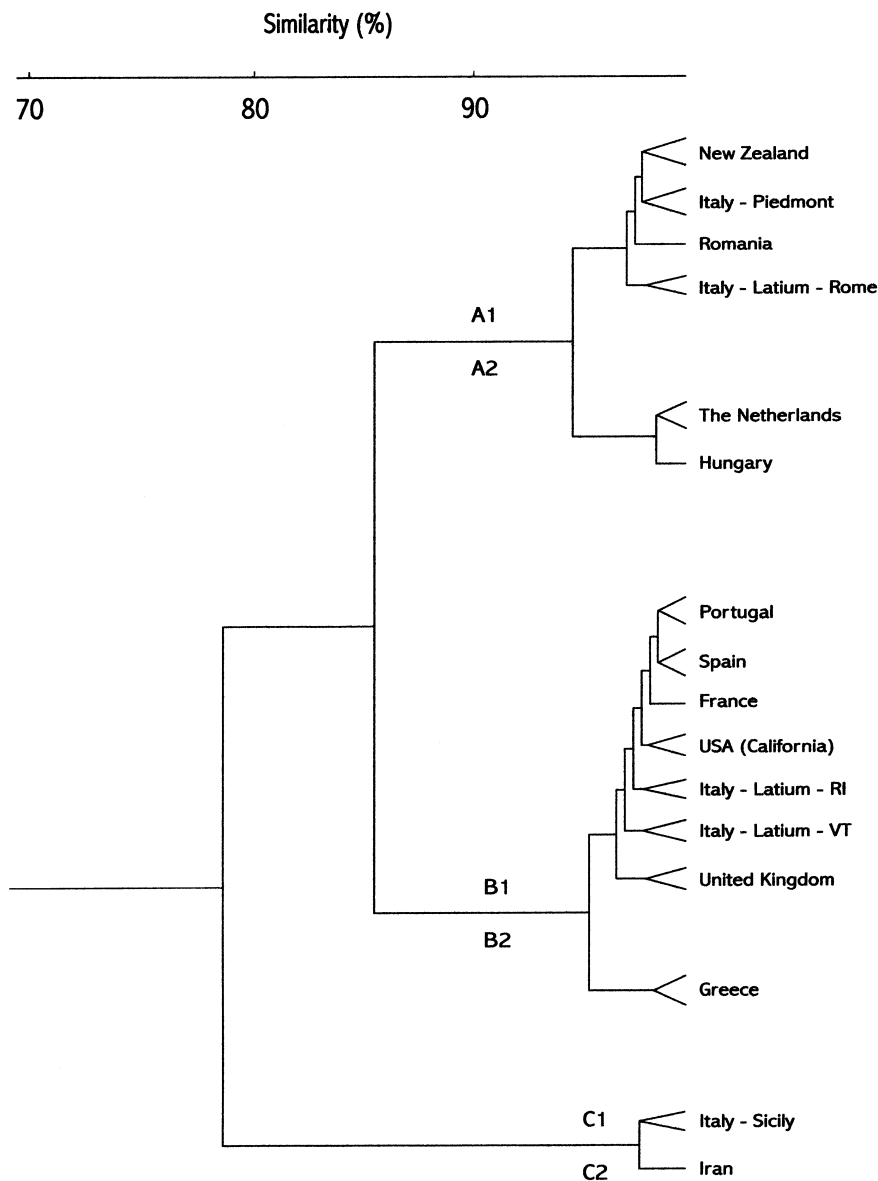 Similarity (%)
70 80 90
New Zealand
Italy - Piedmont
Romania
Italy - Latium - Rome
A1
A2
The Netherlands
Hungary
Portugal
Spain
France
USA (California)
Italy - Latium - RI
Italy - Latium - VT
United Kingdom
B1
B2
Greece
C1
Italy - Sicily
Iran
C2